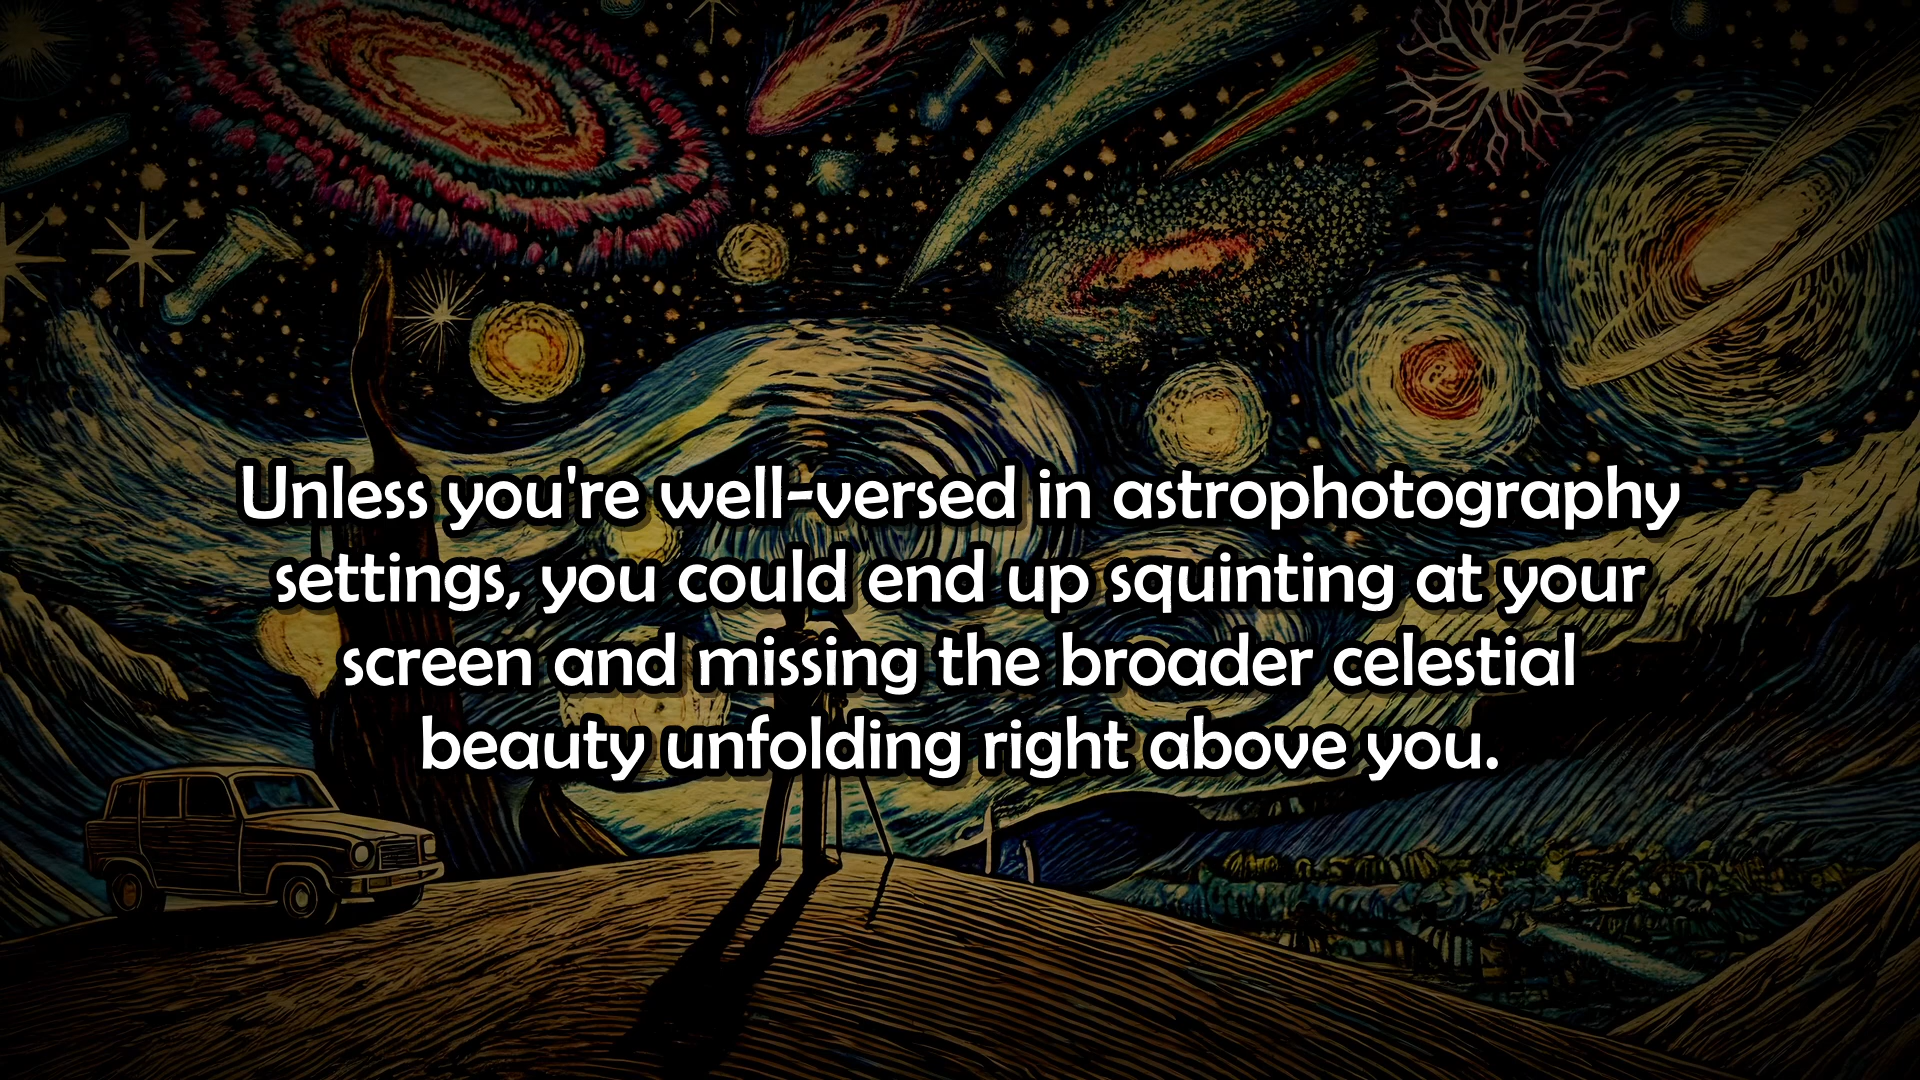 Unless you're well-versed in astrophotography
settings, you could end up squinting at your
screen and missing the broader celestial
beauty unfolding right above you.